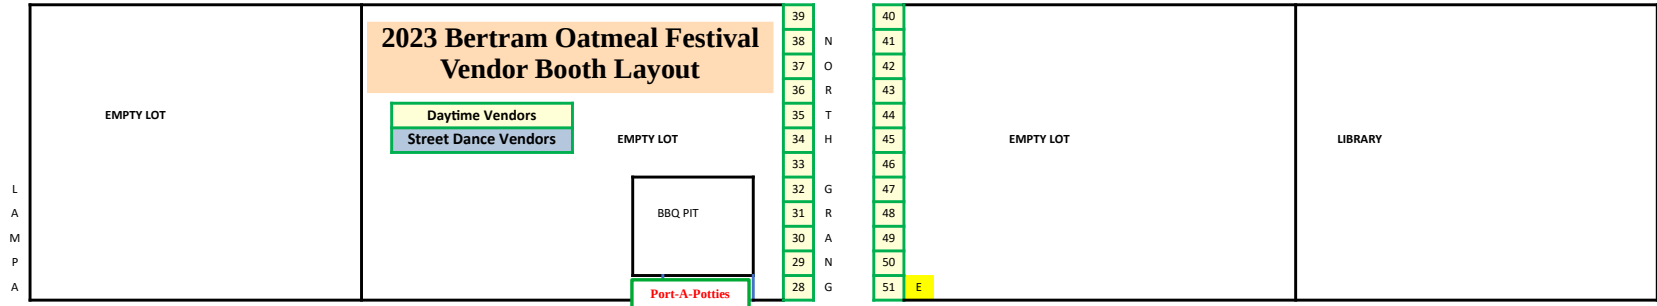 2023 Bertram Oatmeal Festival
Vendor Booth Layout
39
40
38
N
41
37
O
42
36
R
43
EMPTY LOT
Daytime Vendors
35
T
44
Street Dance Vendors
EMPTY LOT
34
H
45
EMPTY LOT
LIBRARY
33
46
L
32
G
47
A
BBQ PIT
31
R
48
M
30
A
49
P
29
N
50
A
Port-A-Potties
28
G
51
E